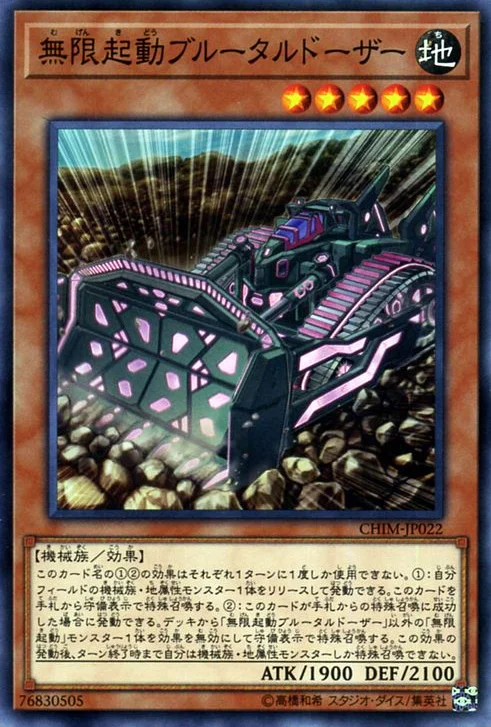 無限起動ブルータルドーザー
地
CHIM-JP022
【機械族/効果】
このカード名の①②の効果はそれぞれ1ターンに1度しか使用できない。①:自分
フィールドの機械族・地属性モンスター1体をリリースして発動できる。このカードを
手札から守備表示で特殊召喚する。②:このカードが手札からの特殊召喚に成功
した場合に発動できる。デッキから「無限起動ブルータルドーザー」以外の「無限
起動」モンスター1体を効果を無効にして守備表示で特殊召喚する。この効果の
発動後、ターン終了時まで自分は機械族・地属性モンスターしか特殊召喚できない。
ATK/1900 DEF/2100
76830505
©高橋和希 スタジオ・ダイス/集英社